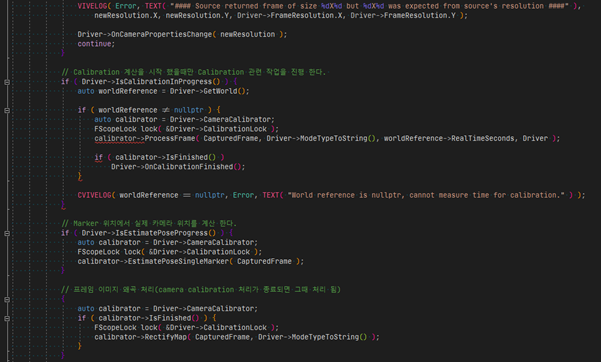 VIVELOG( Error, TEXT( "#### Source returned frame of size %dX%d but %dX%d was expected from source's resolution ####" ),
newResolution.X, newResolution.Y, Driver->FrameResolution.X, Driver->FrameResolution.Y );
Driver->OnCameraPropertiesChange( newResolution );
continue;
}
// Calibration 계산을 시작 했을때만 Calibration 관련 작업을 진행 한다.
if ( Driver->IsCalibrationInProgress() ) {
auto worldReference = Driver->GetWorld();
if ( worldReference ≠ nullptr ) {
auto calibrator = Driver->CameraCalibrator;
FScopeLock lock( &Driver->CalibrationLock );
calibrator->ProcessFrame( CapturedFrame, Driver->ModeTypeToString(), worldReference->RealTimeSeconds, Driver );
if ( calibrator->IsFinished() )
Driver->OnCalibrationFinished();
}
CVIVELOG( worldReference == nullptr, Error, TEXT( "World reference is nullptr, cannot measure time for calibration." ) );
}
// Marker 위치에서 실제 카메라 위치를 계산 한다.
if ( Driver->IsEstimatePoseProgress() ) {
auto calibrator = Driver->CameraCalibrator;
FScopeLock lock( &Driver->CalibrationLock );
calibrator->EstimatePoseSingleMarker( CapturedFrame );
}
// 프레임 이미지 왜곡 처리(camera calibration 처리가 종료되면 그때 처리 됨)
{
auto calibrator = Driver->CameraCalibrator;
if ( calibrator->IsFinished() ) {
FScopeLock lock( &Driver->CalibrationLock );
calibrator->RectifyMap( CapturedFrame, Driver->ModeTypeToString() );
}
}